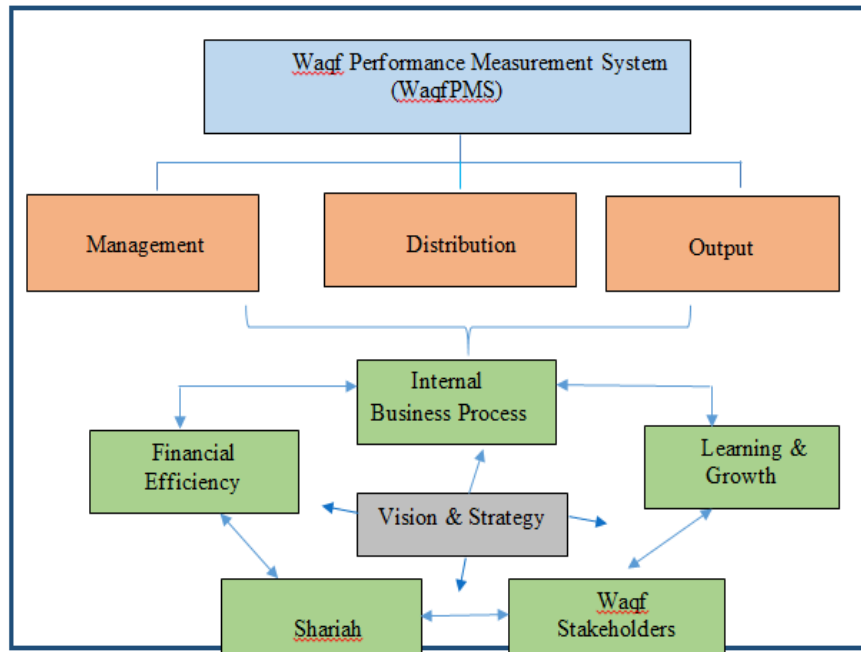 Waqf Performance Measurement System
(WaqfPMS)
Management
Distribution
Output
Internal
Business Process
Financial
Efficiency
Learning &
Growth
Vision & Strategy
Shariah
Waqf
Stakeholders